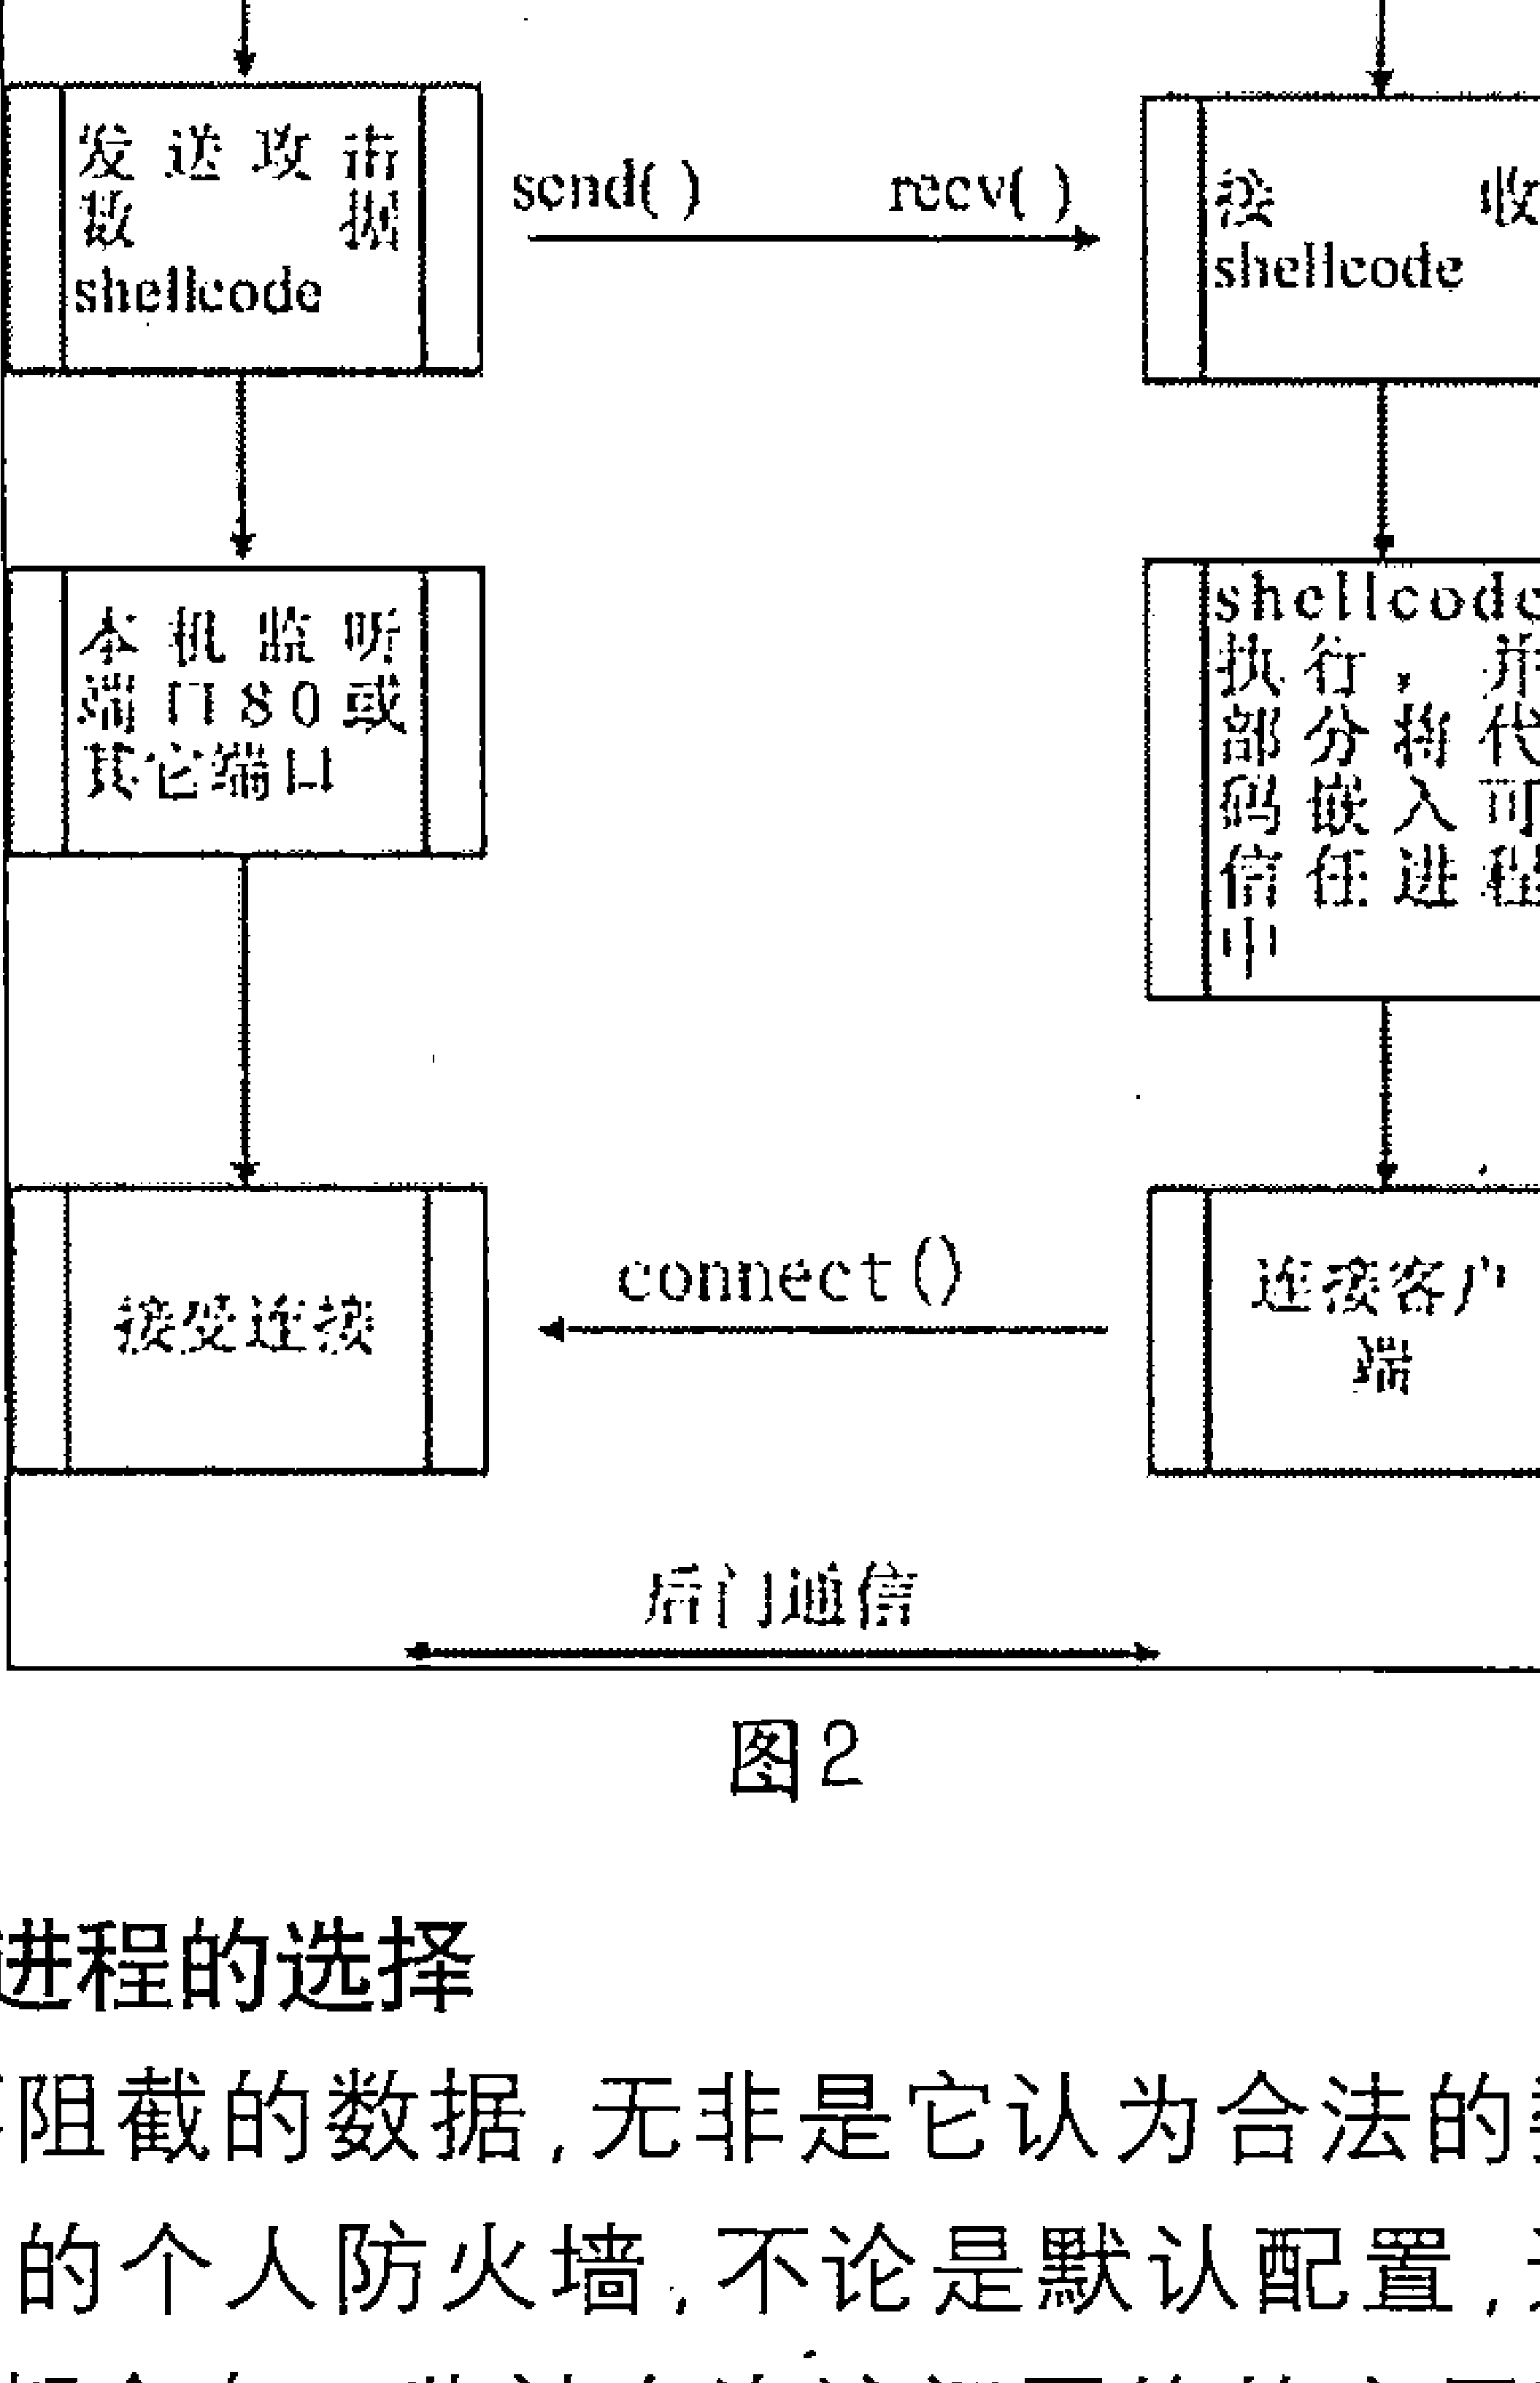 发送攻击
数据
shellcode
send( )
recv( )
接收
shellcode
本机监听
端口80或
其它端口
shellcode
执行，并
部分将代
码嵌入可
信任进程
中
接受连接
connect()
连接客户
端
后门通信
图2
进程的选择
阻截的数据,无非是它认为合法的
的个人防火墙,不论是默认配置,